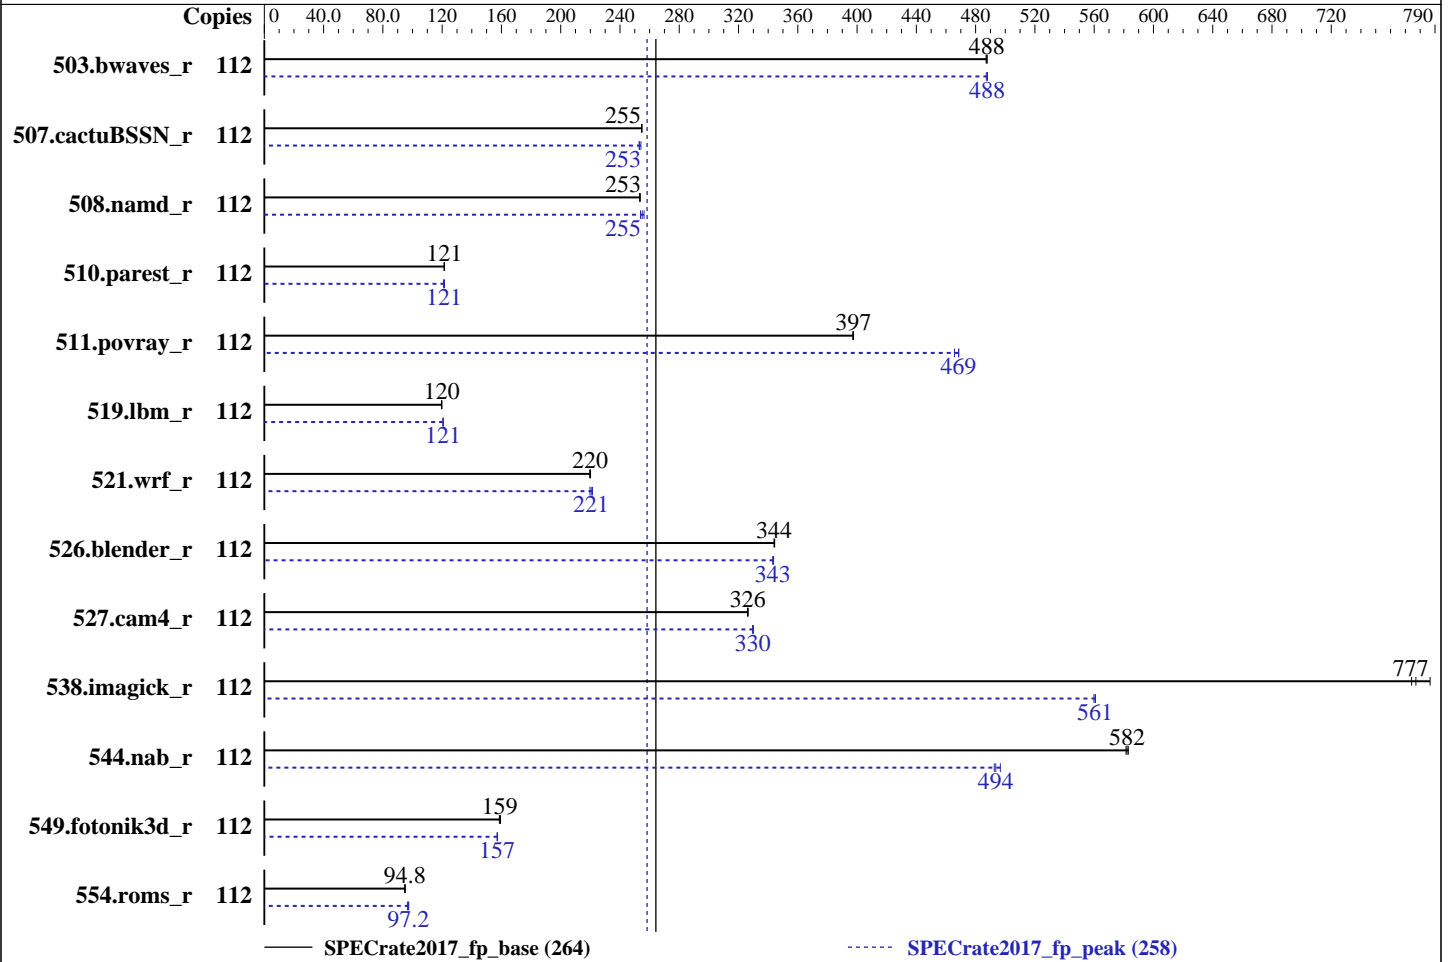 Copies 0 40.0 80.0 120 160 200 240 280 320 360 400 440 480 520 560 600 640 680 720 790
503.bwaves_r 112 488
488
507.cactuBSSN_r 112 255
253
508.namd_r 112 253
255
510.parest_r 112 121
121
511.povray_r 112 397
469
519.lbm_r 112 120
121
521.wrf_r 112 220
221
526.blender_r 112 344
343
527.cam4_r 112 326
330
538.imagick_r 112 777
561
544.nab_r 112 582
494
549.fotonik3d_r 112 159
157
554.roms_r 112 94.8
97.2
SPECrate2017_fp_base (264) SPECrate2017_fp_peak (258)